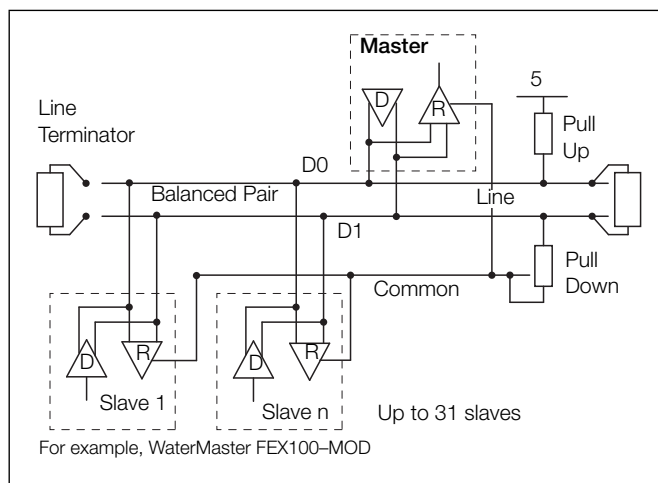 Master
D
R
5
Line
Terminator
Pull
Up
D0
Balanced Pair
Line
D1
Common
Pull
Down
D
R
Slave 1
D
R
Slave n
Up to 31 slaves
For example, WaterMaster FEX100–MOD